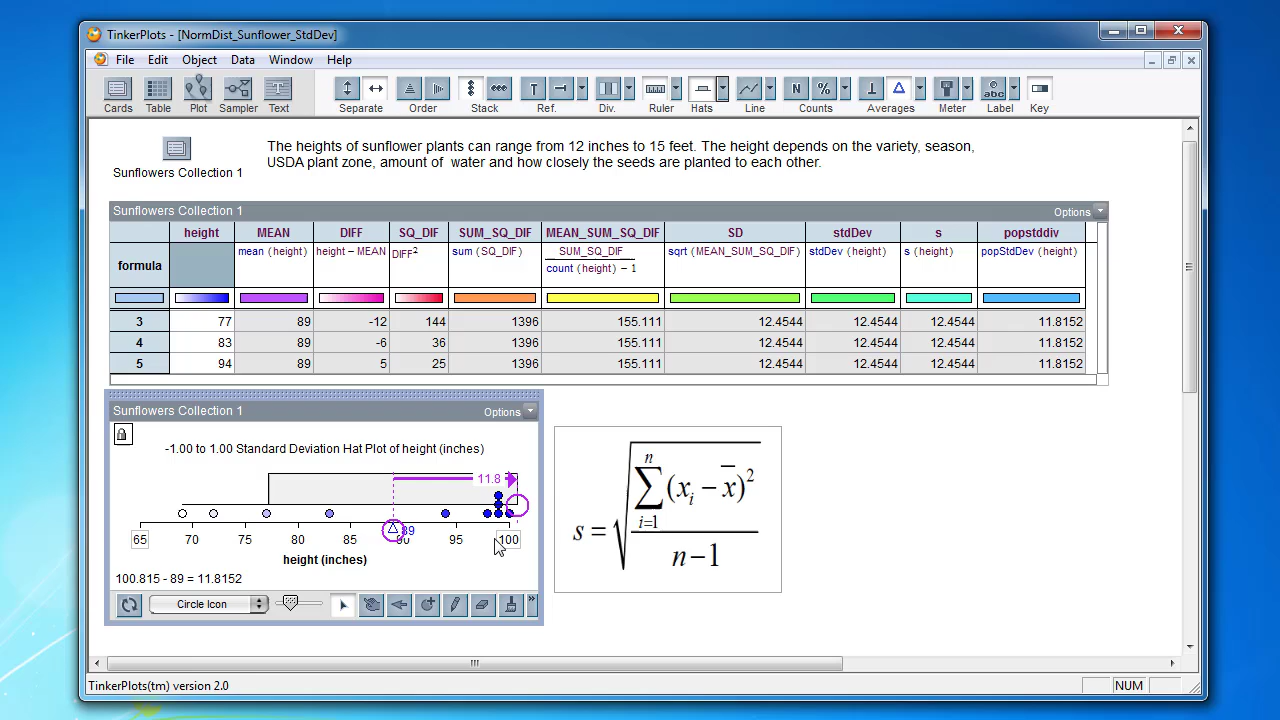 TinkerPlots - [NormDist_Sunflower_StdDev]
File Edit Object Data Window Help
Cards Table Plot Sampler Text Separate Order Stack Ref. Div. Ruler Hats Line Counts Averages Meter Label Key
The heights of sunflower plants can range from 12 inches to 15 feet. The height depends on the variety, season,
USDA plant zone, amount of water and how closely the seeds are planted to each other.
Sunflowers Collection 1
Sunflowers Collection 1 Options
height MEAN DIFF SQ_DIF SUM_SQ_DIF MEAN_SUM_SQ_DIF SD stdDev s popstddiv
formula mean (height) height – MEAN DIFF² sum (SQ_DIF) SUM_SQ_DIF / count (height) – 1 sqrt (MEAN_SUM_SQ_DIF) stdDev (height) s (height) popStdDev (height)
3 77 89 -12 144 1396 155.111 12.4544 12.4544 12.4544 11.8152
4 83 89 -6 36 1396 155.111 12.4544 12.4544 12.4544 11.8152
5 94 89 5 25 1396 155.111 12.4544 12.4544 12.4544 11.8152
Sunflowers Collection 1 Options
-1.00 to 1.00 Standard Deviation Hat Plot of height (inches)
11.8
89
65 70 75 80 85 90 95 100
height (inches)
100.815 - 89 = 11.8152
Circle Icon
s = √(∑ i=1 n (xᵢ − x̄)² / n−1)
TinkerPlots(tm) version 2.0 NUM